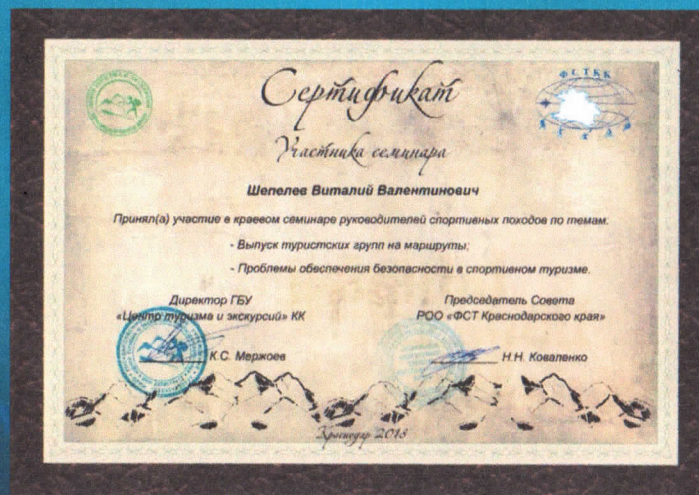 Сертификат
ФСТКК
Участника семинара
Шепелев Виталий Валентинович
Принял(а) участие в краевом семинаре руководителей спортивных походов по темам:
- Выпуск туристских групп на маршруты;
- Проблемы обеспечения безопасности в спортивном туризме.
Директор ГБУ
«Центр туризма и экскурсий» КК
К.С. Мержоев
Председатель Совета
РОО «ФСТ Краснодарского края»
Н.Н. Коваленко
Краснодар 2018